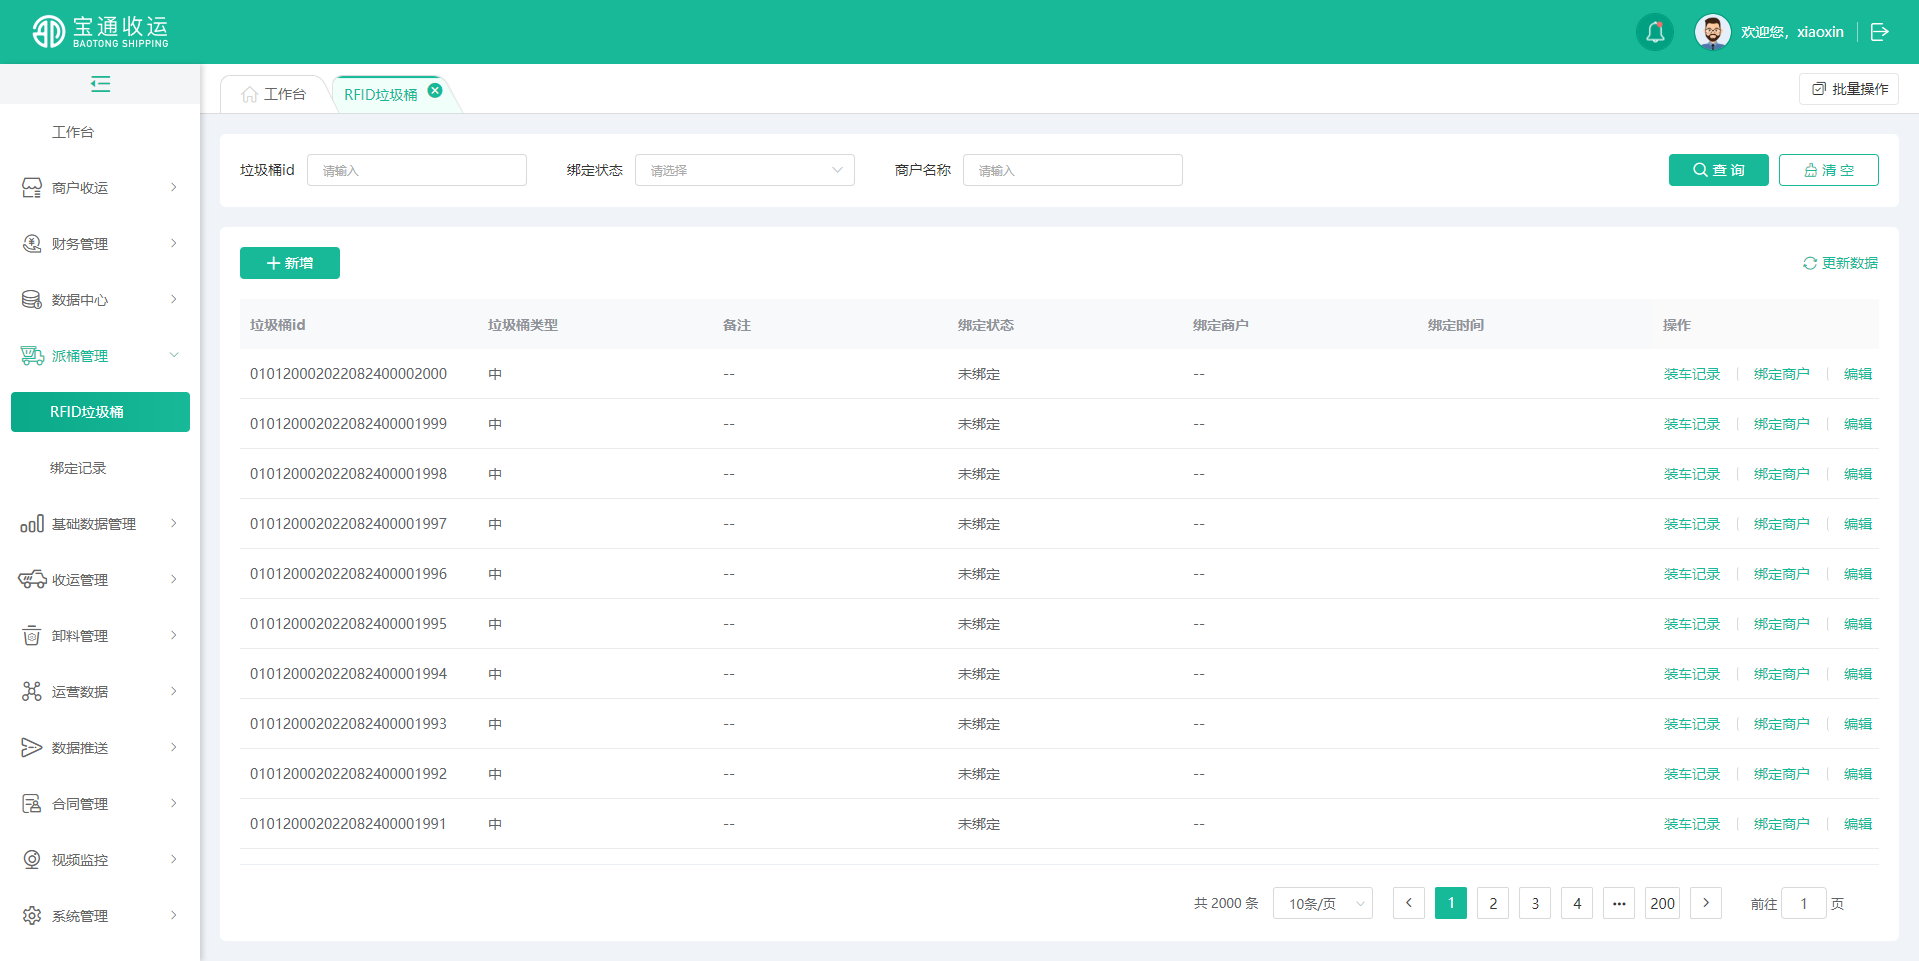 宝通收运
BAOTONG SHIPPING
欢迎您，xiaoxin
工作台
RFID垃圾桶
批量操作
工作台
商户收运
财务管理
数据中心
派桶管理
RFID垃圾桶
绑定记录
基础数据管理
收运管理
卸料管理
运营数据
数据推送
合同管理
视频监控
系统管理
垃圾桶id 请输入 绑定状态 请选择 商户名称 请输入 查 询 清 空
新增 更新数据
垃圾桶id 垃圾桶类型 备注 绑定状态 绑定商户 绑定时间 操作
010120002022082400002000 中 -- 未绑定 -- 装车记录 绑定商户 编辑
010120002022082400001999 中 -- 未绑定 -- 装车记录 绑定商户 编辑
010120002022082400001998 中 -- 未绑定 -- 装车记录 绑定商户 编辑
010120002022082400001997 中 -- 未绑定 -- 装车记录 绑定商户 编辑
010120002022082400001996 中 -- 未绑定 -- 装车记录 绑定商户 编辑
010120002022082400001995 中 -- 未绑定 -- 装车记录 绑定商户 编辑
010120002022082400001994 中 -- 未绑定 -- 装车记录 绑定商户 编辑
010120002022082400001993 中 -- 未绑定 -- 装车记录 绑定商户 编辑
010120002022082400001992 中 -- 未绑定 -- 装车记录 绑定商户 编辑
010120002022082400001991 中 -- 未绑定 -- 装车记录 绑定商户 编辑
共 2000 条 10条/页 1 2 3 4 ••• 200 前往 1 页